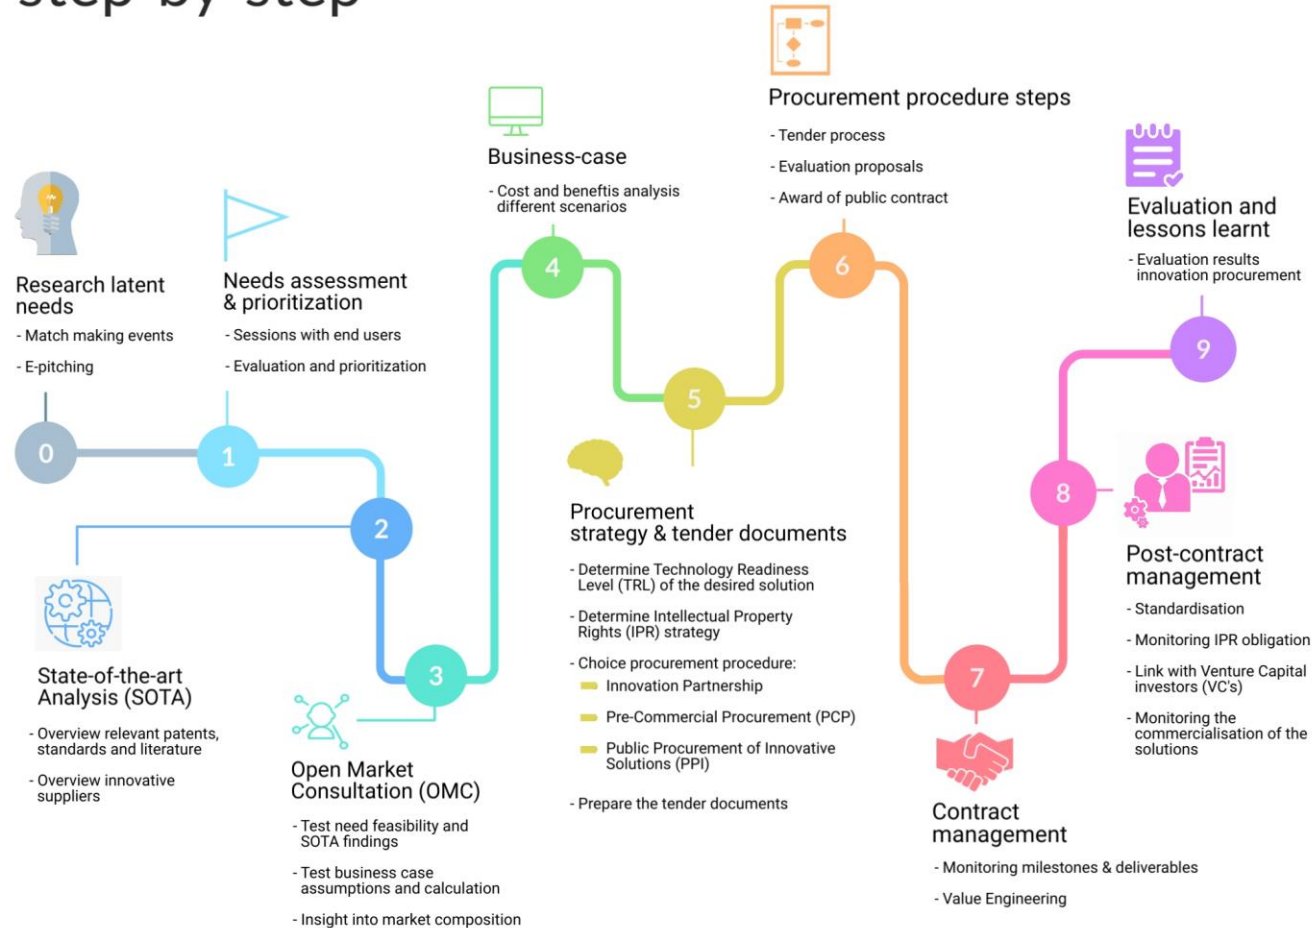 step-by-step
0
Research latent
needs
- Match making events
- E-pitching
1
Needs assessment
& prioritization
- Sessions with end users
- Evaluation and prioritization
2
State-of-the-art
Analysis (SOTA)
- Overview relevant patents,
standards and literature
- Overview innovative
suppliers
3
Open Market
Consultation (OMC)
- Test need feasibility and
SOTA findings
- Test business case
assumptions and calculation
- Insight into market composition
4
Business-case
- Cost and beneftis analysis
different scenarios
5
Procurement
strategy & tender documents
- Determine Technology Readiness
Level (TRL) of the desired solution
- Determine Intellectual Property
Rights (IPR) strategy
- Choice procurement procedure:
Innovation Partnership
Pre-Commercial Procurement (PCP)
Public Procurement of Innovative
Solutions (PPI)
- Prepare the tender documents
6
Procurement procedure steps
- Tender process
- Evaluation proposals
- Award of public contract
7
Contract
management
- Monitoring milestones & deliverables
- Value Engineering
8
Post-contract
management
- Standardisation
- Monitoring IPR obligation
- Link with Venture Capital
investors (VC's)
- Monitoring the
commercialisation of the
solutions
9
Evaluation and
lessons learnt
- Evaluation results
innovation procurement